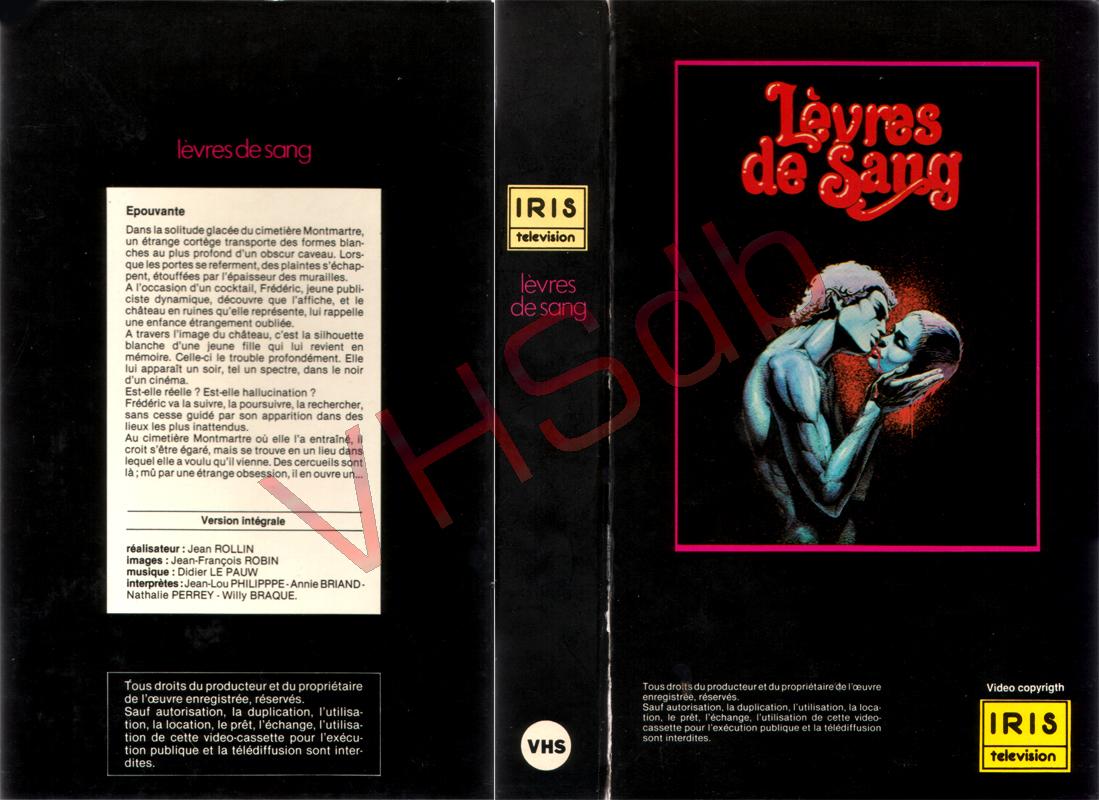 lèvres de sang
Epouvante
Dans la solitude glacée du cimetière Montmartre,
un étrange cortège transporte des formes blan-
ches au plus profond d'un obscur caveau. Lors-
que les portes se referment, des plaintes s'échap-
pent, étouffées par l'épaisseur des murailles.
A l'occasion d'un cocktail, Frédéric, jeune publi-
ciste dynamique, découvre que l'affiche, et le
château en ruines qu'elle représente, lui rappelle
une enfance étrangement oubliée.
A travers l'image du château, c'est la silhouette
blanche d'une jeune fille qui lui revient en
mémoire. Celle-ci le trouble profondément. Elle
lui apparaît un soir, tel un spectre, dans le noir
d'un cinéma.
Est-elle réelle ? Est-elle hallucination ?
Frédéric va la suivre, la poursuivre, la rechercher,
sans cesse guidé par son apparition dans des
lieux les plus inattendus.
Au cimetière Montmartre où elle l'a entraîné, il
croit s'être égaré, mais se trouve en un lieu dans
lequel elle a voulu qu'il vienne. Des cercueils sont
là ; mû par une étrange obsession, il en ouvre un...
Version intégrale
réalisateur : Jean ROLLIN
images : Jean-François ROBIN
musique : Didier LE PAUW
interprètes : Jean-Lou PHILIPPPE - Annie BRIAND -
Nathalie PERREY - Willy BRAQUE.
Tous droits du producteur et du propriétaire
de l'œuvre enregistrée, réservés.
Sauf autorisation, la duplication, l'utilisa-
tion, la location, le prêt, l'échange, l'utilisa-
tion de cette video-cassette pour l'exécu-
tion publique et la télédiffusion sont inter-
dites.
IRIS
television
lèvres
de sang
VHS
Lèvres
de Sang
Tous droits du producteur et du propriétaire de l'œuvre
enregistrée, réservés.
Sauf autorisation, la duplication, l'utilisation, la loca-
tion, le prêt, l'échange, l'utilisation de cette video-
cassette pour l'exécution publique et la télédiffusion
sont interdites.
Video copyrigth
IRIS
television
VHSdb